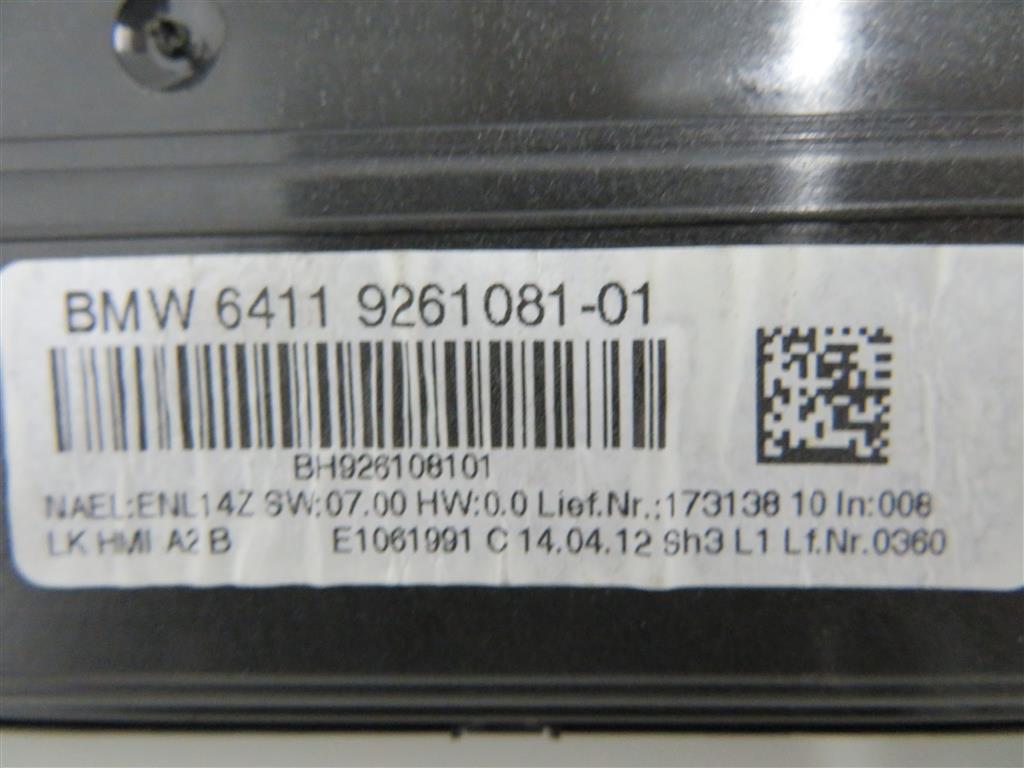 BMW 6411 9261081-01
BH926108101
NAEL:ENL14Z SW:07.00 HW:0.0 Lief.Nr.:173138 10 In:008
LK HMI A2 B E1061991 C 14.04.12 Sh3 L1 Lf.Nr.0360